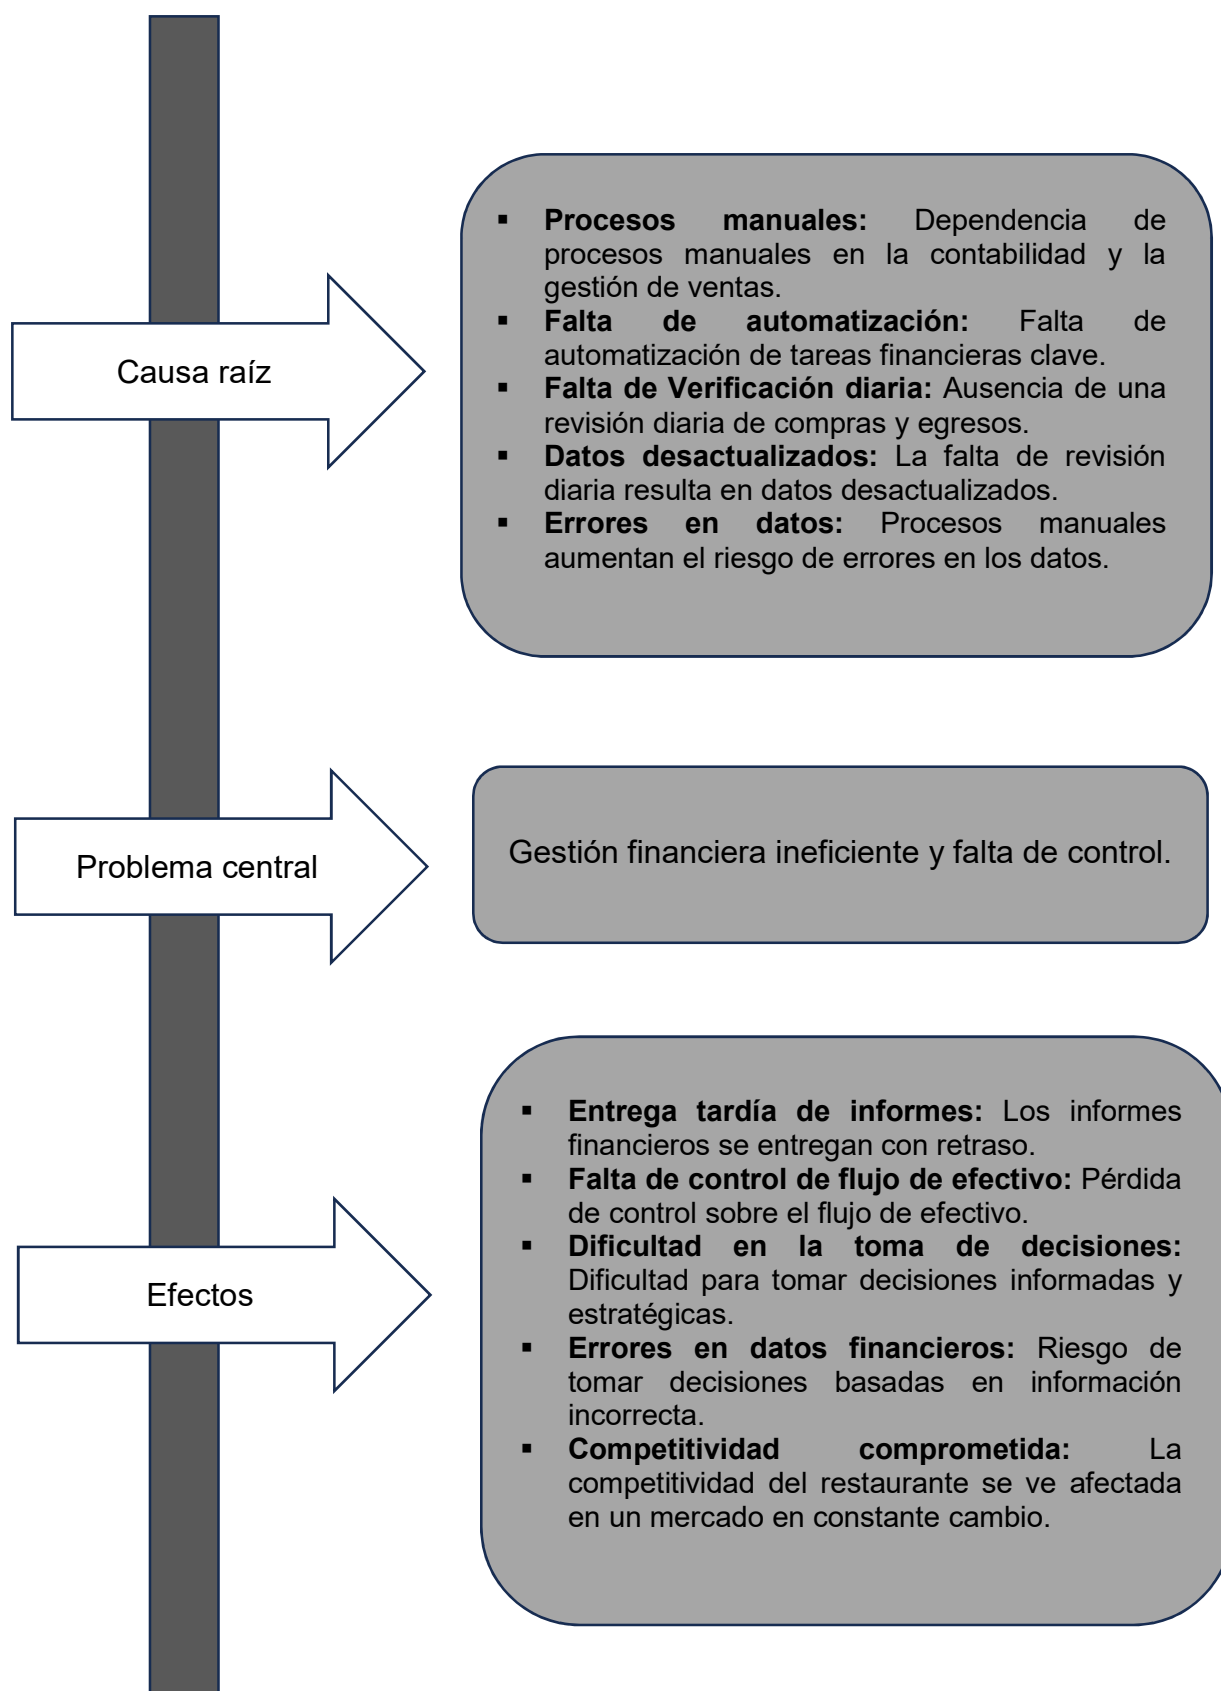 ▪ Procesos manuales: Dependencia de
procesos manuales en la contabilidad y la
gestión de ventas.
▪ Falta de automatización: Falta de
automatización de tareas financieras clave.
▪ Falta de Verificación diaria: Ausencia de una
revisión diaria de compras y egresos.
▪ Datos desactualizados: La falta de revisión
diaria resulta en datos desactualizados.
▪ Errores en datos: Procesos manuales
aumentan el riesgo de errores en los datos.
Causa raíz
Problema central
Gestión financiera ineficiente y falta de control.
▪ Entrega tardía de informes: Los informes
financieros se entregan con retraso.
▪ Falta de control de flujo de efectivo: Pérdida
de control sobre el flujo de efectivo.
▪ Dificultad en la toma de decisiones:
Dificultad para tomar decisiones informadas y
estratégicas.
▪ Errores en datos financieros: Riesgo de
tomar decisiones basadas en información
incorrecta.
▪ Competitividad comprometida: La
competitividad del restaurante se ve afectada
en un mercado en constante cambio.
Efectos